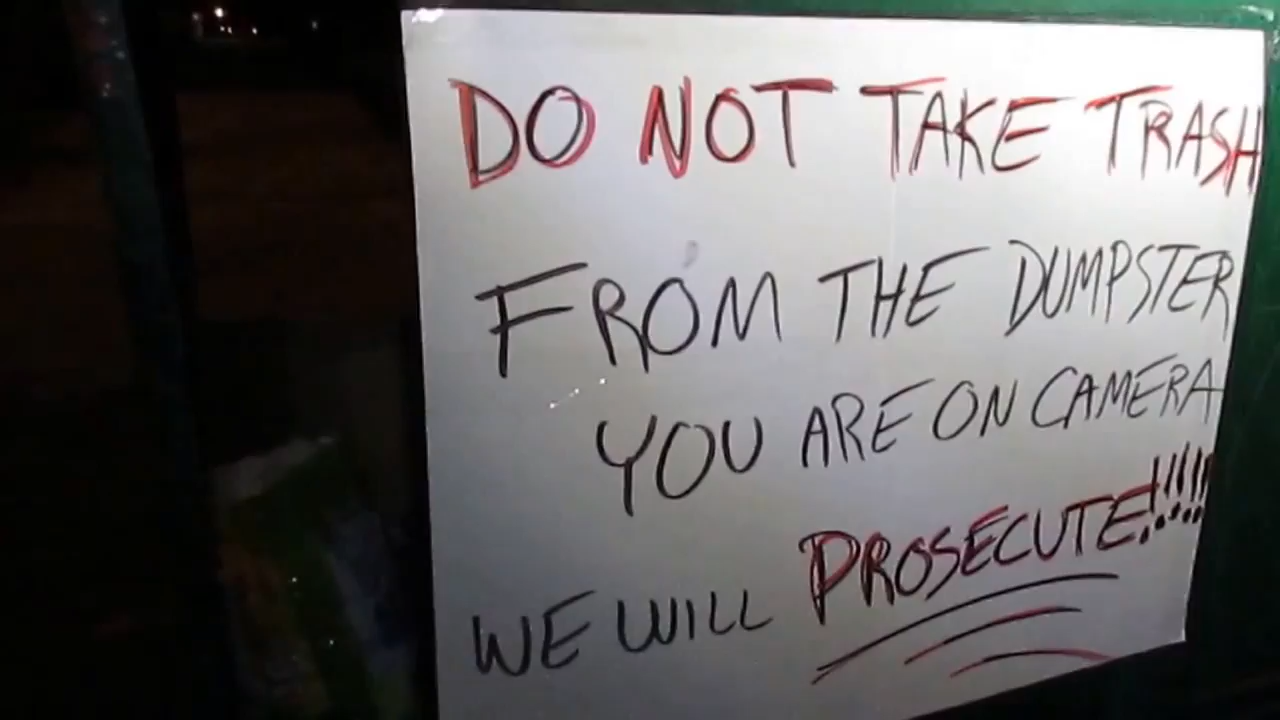 DO NOT TAKE TRASH
FROM THE DUMPSTER
YOU ARE ON CAMERA
WE WILL PROSECUTE!!!!!